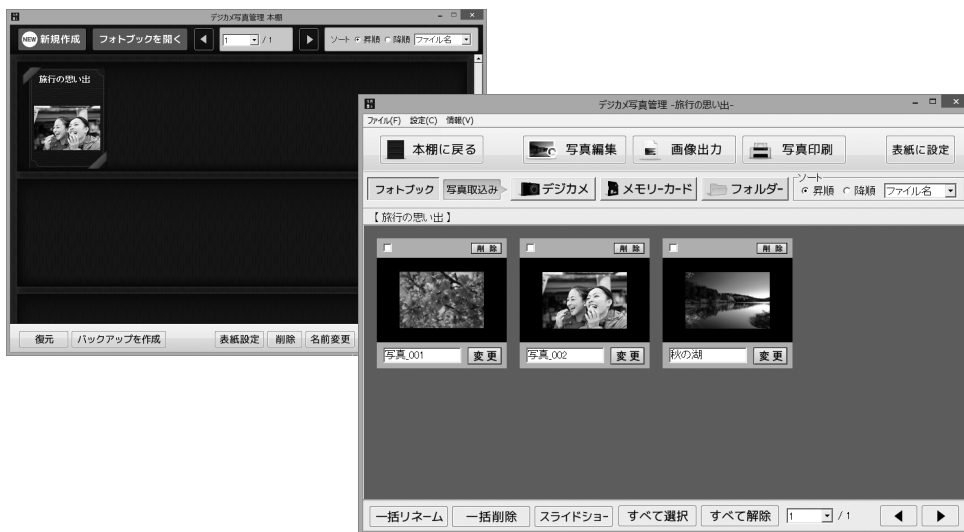 デジカメ写真管理 本棚
NEW 新規作成 フォトブックを開く 1 / 1 ソート 昇順 降順 ファイル名
旅行の思い出
復元 バックアップを作成 表紙設定 削除 名前変更
デジカメ写真管理 -旅行の思い出-
ファイル(F) 設定(C) 情報(V)
本棚に戻る 写真編集 画像出力 写真印刷 表紙に設定
フォトブック 写真取込み デジカメ メモリーカード フォルダー ソート 昇順 降順 ファイル名
【 旅行の思い出 】
削 除 削 除 削 除
写真_001 変 更 写真_002 変 更 秋の湖 変 更
一括リネーム 一括削除 スライドショー すべて選択 すべて解除 1 / 1